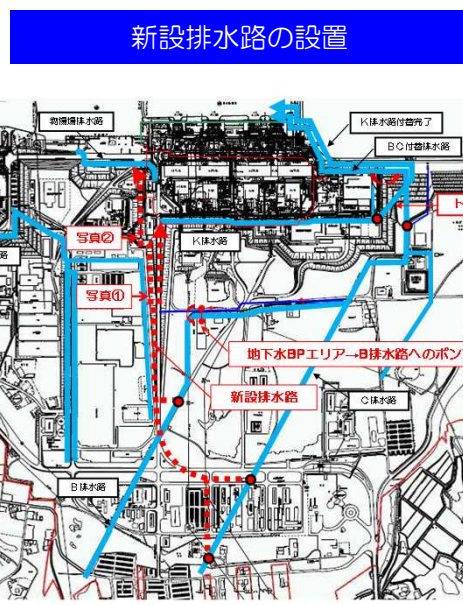 新設排水路の設置
物揚場排水路
K排水路付替完了
BC付替排水路
ト
写真②
K排水路
路
写真①
地下水BPエリア→B排水路へのポンプ
新設排水路
C排水路
B排水路